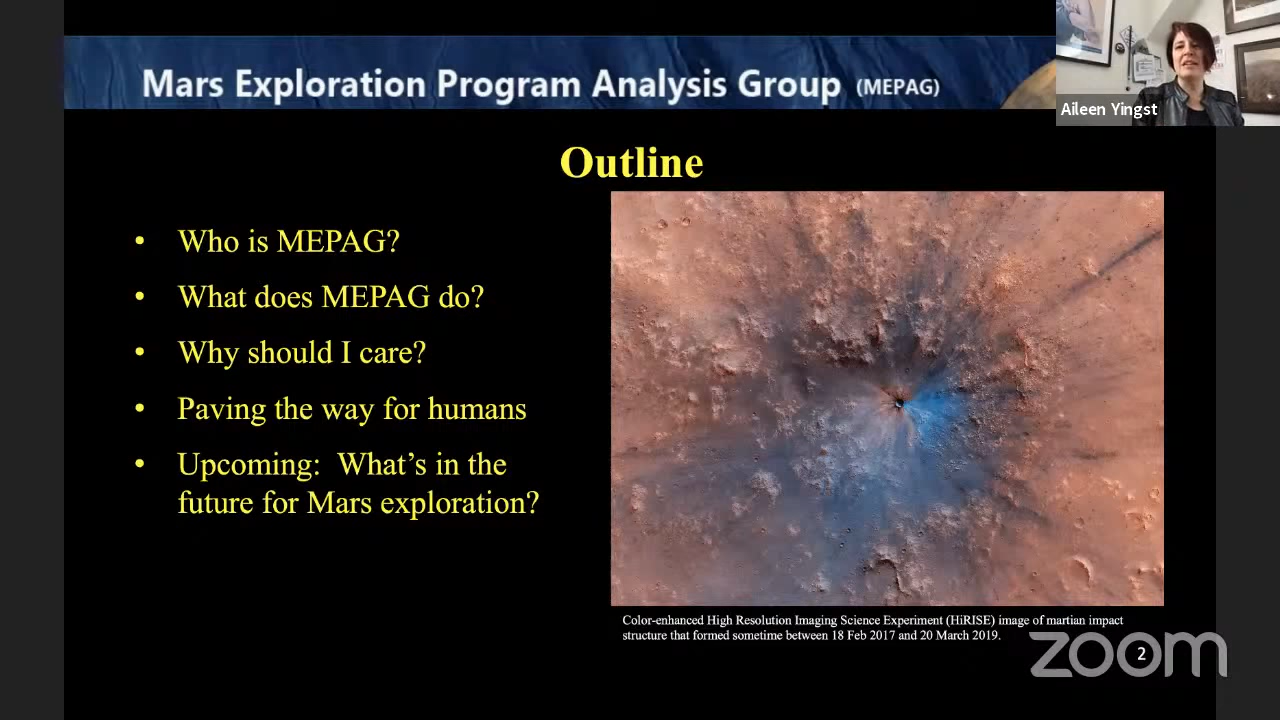 Mars Exploration Program Analysis Group (MEPAG)
Aileen Yingst
Outline
• Who is MEPAG?
• What does MEPAG do?
• Why should I care?
• Paving the way for humans
• Upcoming: What's in the
future for Mars exploration?
Color-enhanced High Resolution Imaging Science Experiment (HiRISE) image of martian impact
structure that formed sometime between 18 Feb 2017 and 20 March 2019.
zoom
2